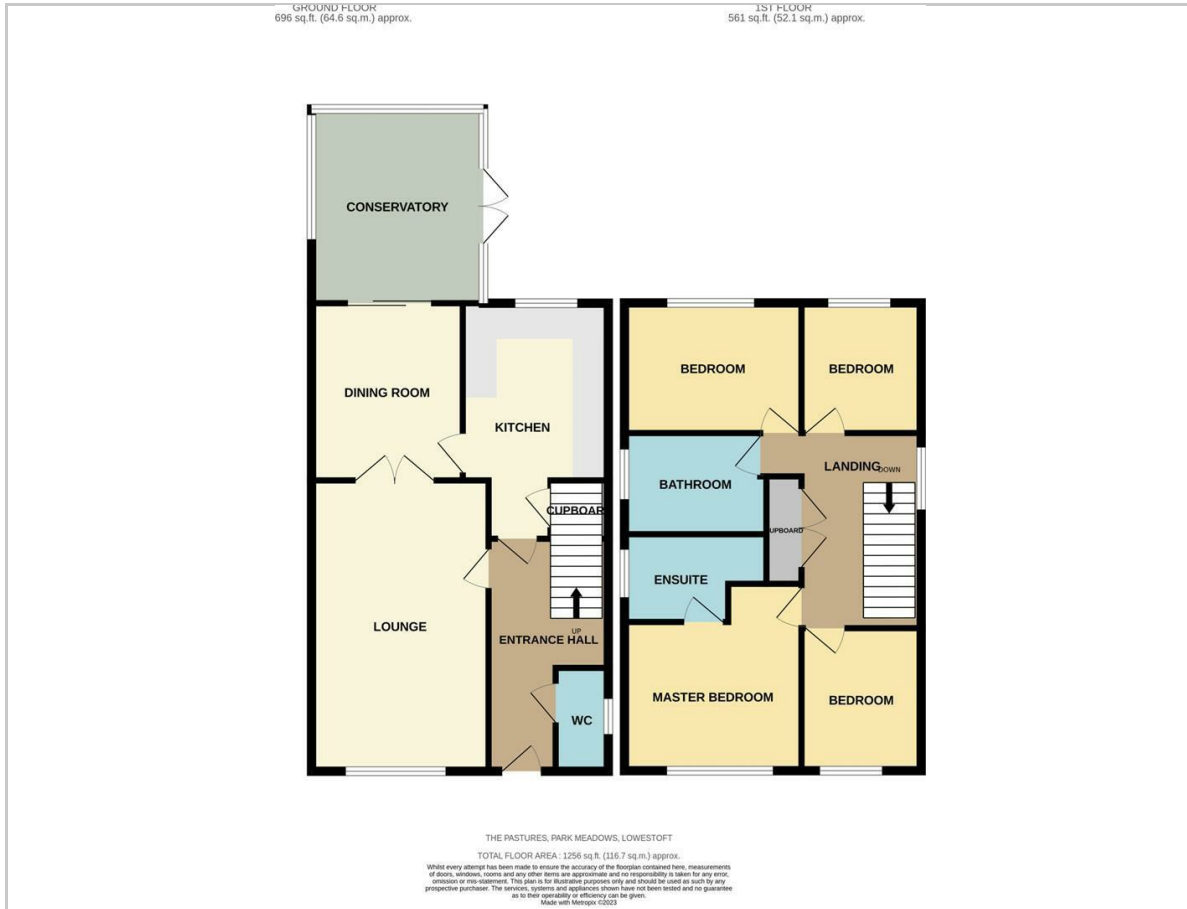 GROUND FLOOR
696 sq.ft. (64.6 sq.m.) approx.
1ST FLOOR
561 sq.ft. (52.1 sq.m.) approx.
CONSERVATORY
DINING ROOM
KITCHEN
CUPBOAR
LOUNGE
UP
ENTRANCE HALL
WC
BEDROOM
BEDROOM
LANDING
DOWN
BATHROOM
UPBOARD
ENSUITE
MASTER BEDROOM
BEDROOM
THE PASTURES, PARK MEADOWS, LOWESTOFT
TOTAL FLOOR AREA : 1256 sq.ft. (116.7 sq.m.) approx.
Whilst every attempt has been made to ensure the accuracy of the floorplan contained here, measurements
of doors, windows, rooms and any other items are approximate and no responsibility is taken for any error,
omission or mis-statement. This plan is for illustrative purposes only and should be used as such by any
prospective purchaser. The services, systems and appliances shown have not been tested and no guarantee
as to their operability or efficiency can be given.
Made with Metropix ©2023